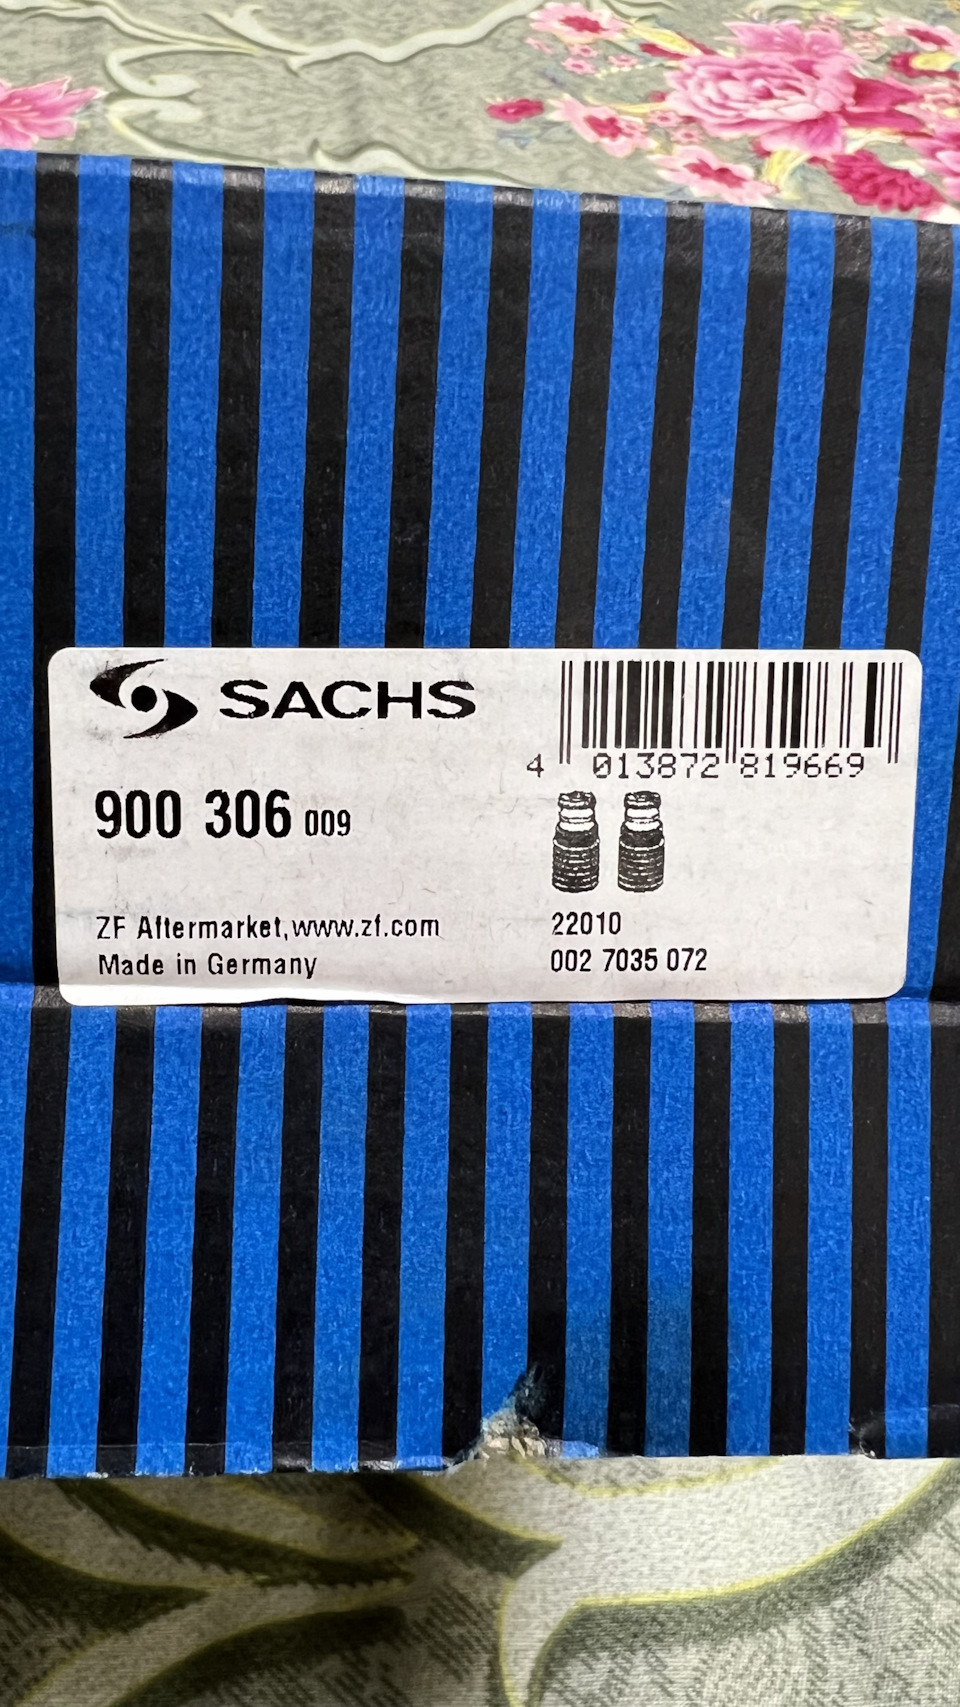 SACHS
4 013872 819669
900 306 009
ZF Aftermarket, www.zf.com
Made in Germany
22010
002 7035 072